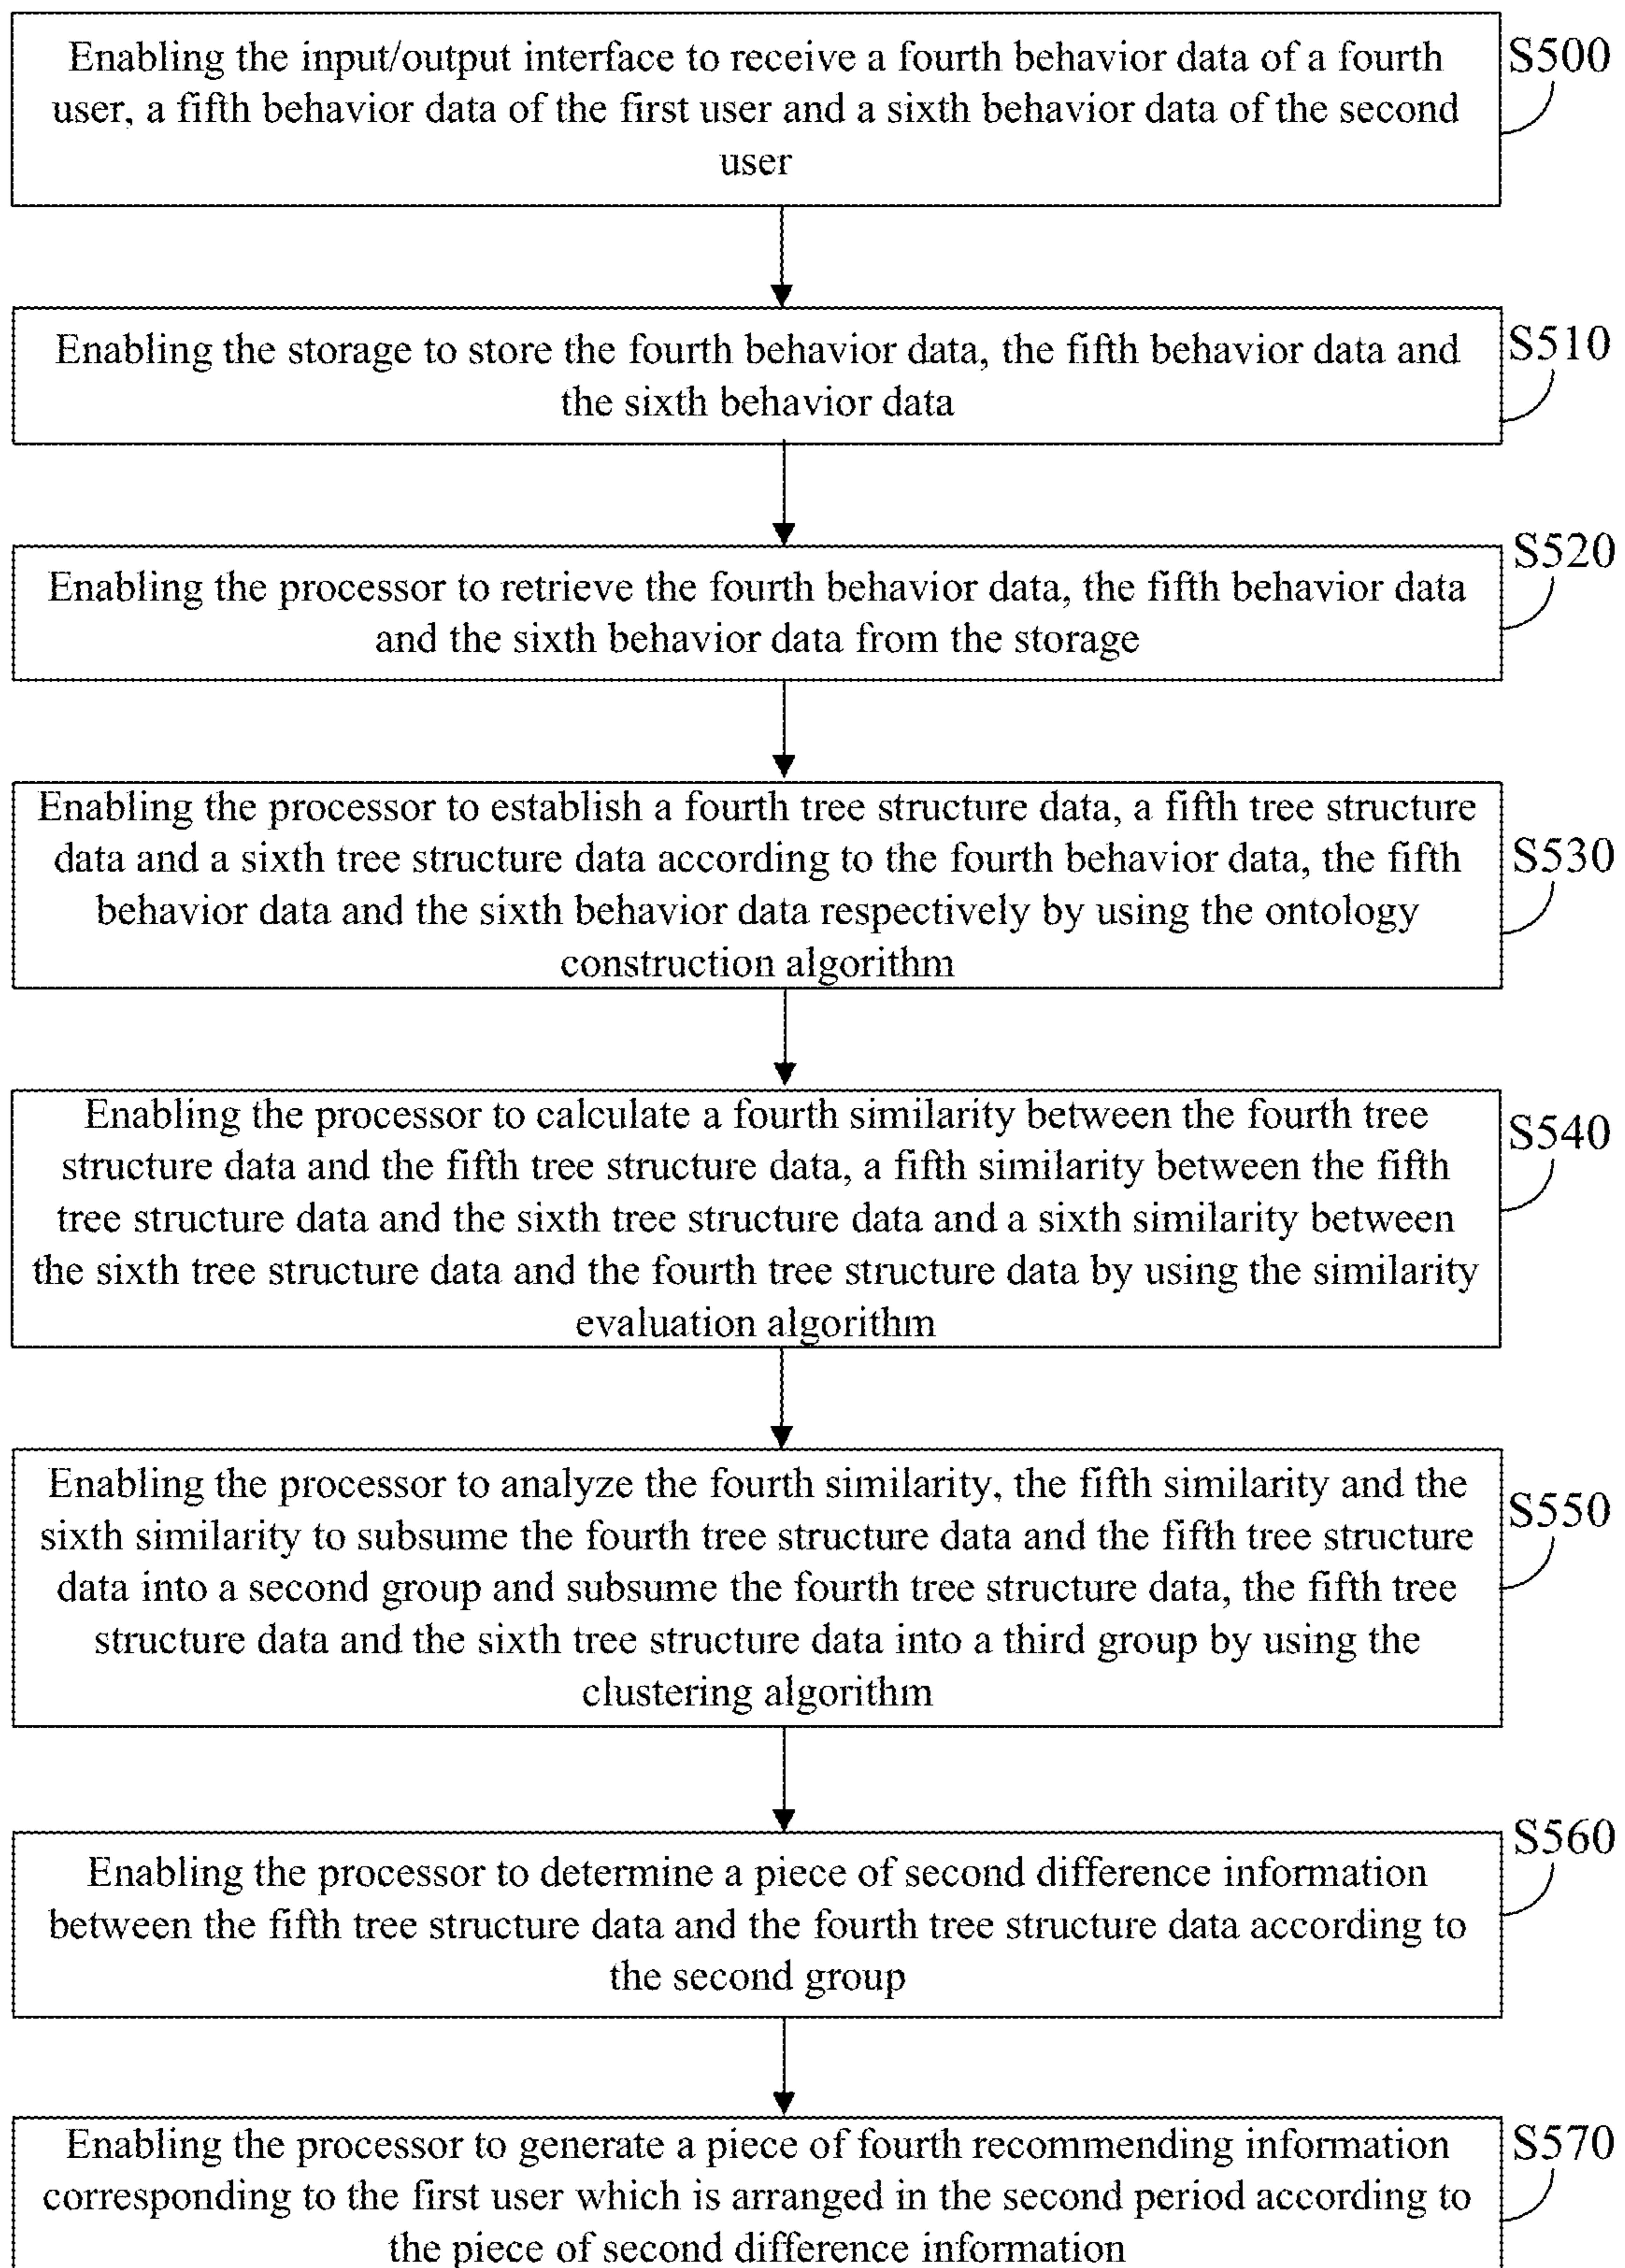 Enabling the input/output interface to receive a fourth behavior data of a fourth
user, a fifth behavior data of the first user and a sixth behavior data of the second
user
S500
Enabling the storage to store the fourth behavior data, the fifth behavior data and
the sixth behavior data
S510
Enabling the processor to retrieve the fourth behavior data, the fifth behavior data
and the sixth behavior data from the storage
S520
Enabling the processor to establish a fourth tree structure data, a fifth tree structure
data and a sixth tree structure data according to the fourth behavior data, the fifth
behavior data and the sixth behavior data respectively by using the ontology
construction algorithm
S530
Enabling the processor to calculate a fourth similarity between the fourth tree
structure data and the fifth tree structure data, a fifth similarity between the fifth
tree structure data and the sixth tree structure data and a sixth similarity between
the sixth tree structure data and the fourth tree structure data by using the similarity
evaluation algorithm
S540
Enabling the processor to analyze the fourth similarity, the fifth similarity and the
sixth similarity to subsume the fourth tree structure data and the fifth tree structure
data into a second group and subsume the fourth tree structure data, the fifth tree
structure data and the sixth tree structure data into a third group by using the
clustering algorithm
S550
Enabling the processor to determine a piece of second difference information
between the fifth tree structure data and the fourth tree structure data according to
the second group
S560
Enabling the processor to generate a piece of fourth recommending information
corresponding to the first user which is arranged in the second period according to
the piece of second difference information
S570